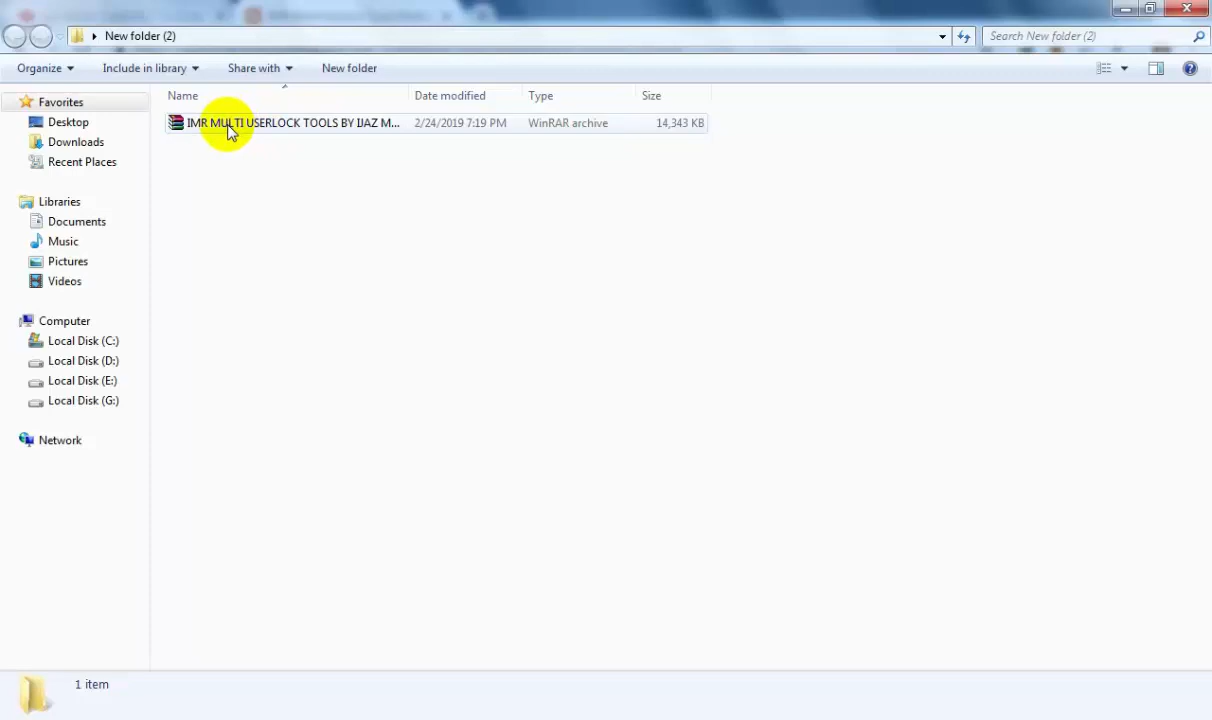 New folder (2)
Search New folder (2)
Organize
Include in library
Share with
New folder
Name
Date modified
Type
Size
Favorites
Desktop
Downloads
Recent Places
Libraries
Documents
Music
Pictures
Videos
Computer
Local Disk (C:)
Local Disk (D:)
Local Disk (E:)
Local Disk (G:)
Network
IMR MULTI USERLOCK TOOLS BY IJAZ M... 2/24/2019 7:19 PM WinRAR archive 14,343 KB
1 item